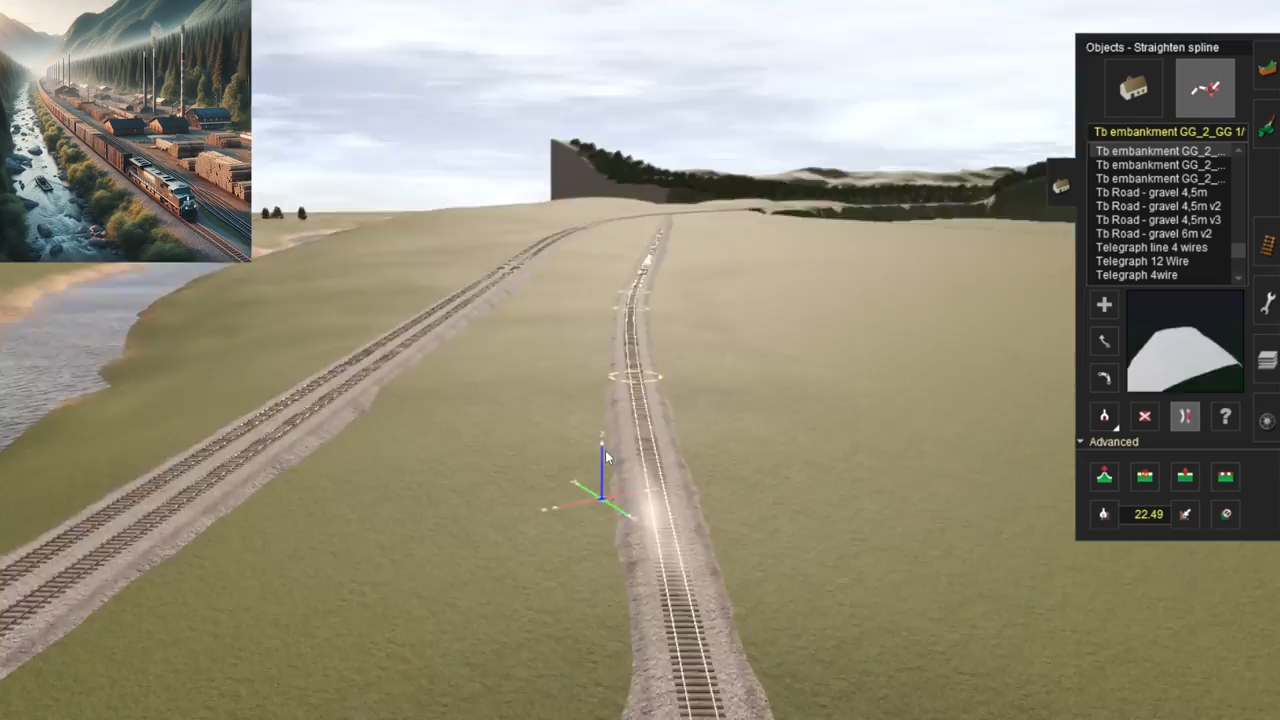 Objects - Straighten spline
Tb embankment GG_2_GG 1/
Tb embankment GG_2_...
Tb embankment GG_2_...
Tb embankment GG_2_...
Tb Road - gravel 4,5m
Tb Road - gravel 4,5m v2
Tb Road - gravel 4,5m v3
Tb Road - gravel 6m v2
Telegraph line 4 wires
Telegraph 12 Wire
Telegraph 4wire
?
Advanced
22.49